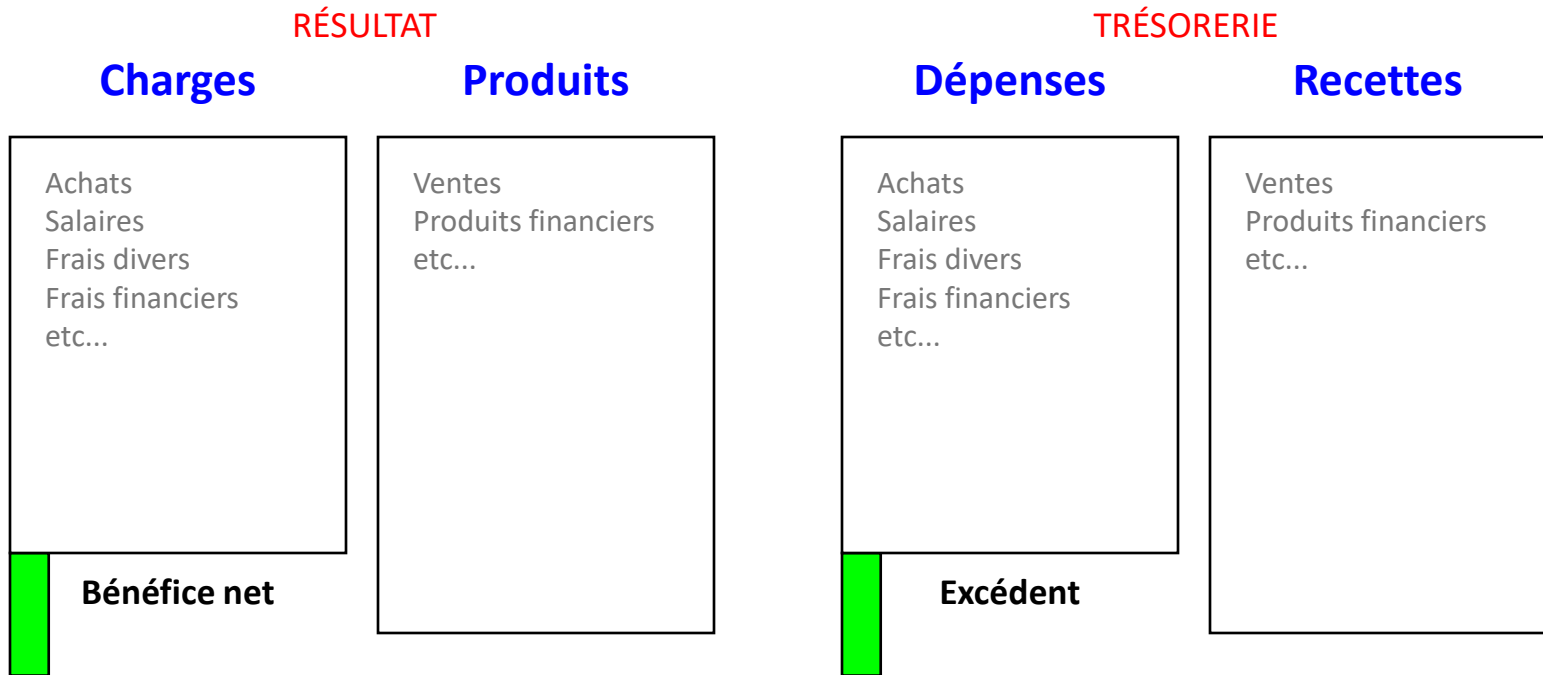 RÉSULTAT
Charges
Produits
Achats
Salaires
Frais divers
Frais financiers
etc...
Ventes
Produits financiers
etc...
Bénéfice net
TRÉSORERIE
Dépenses
Recettes
Achats
Salaires
Frais divers
Frais financiers
etc...
Ventes
Produits financiers
etc...
Excédent